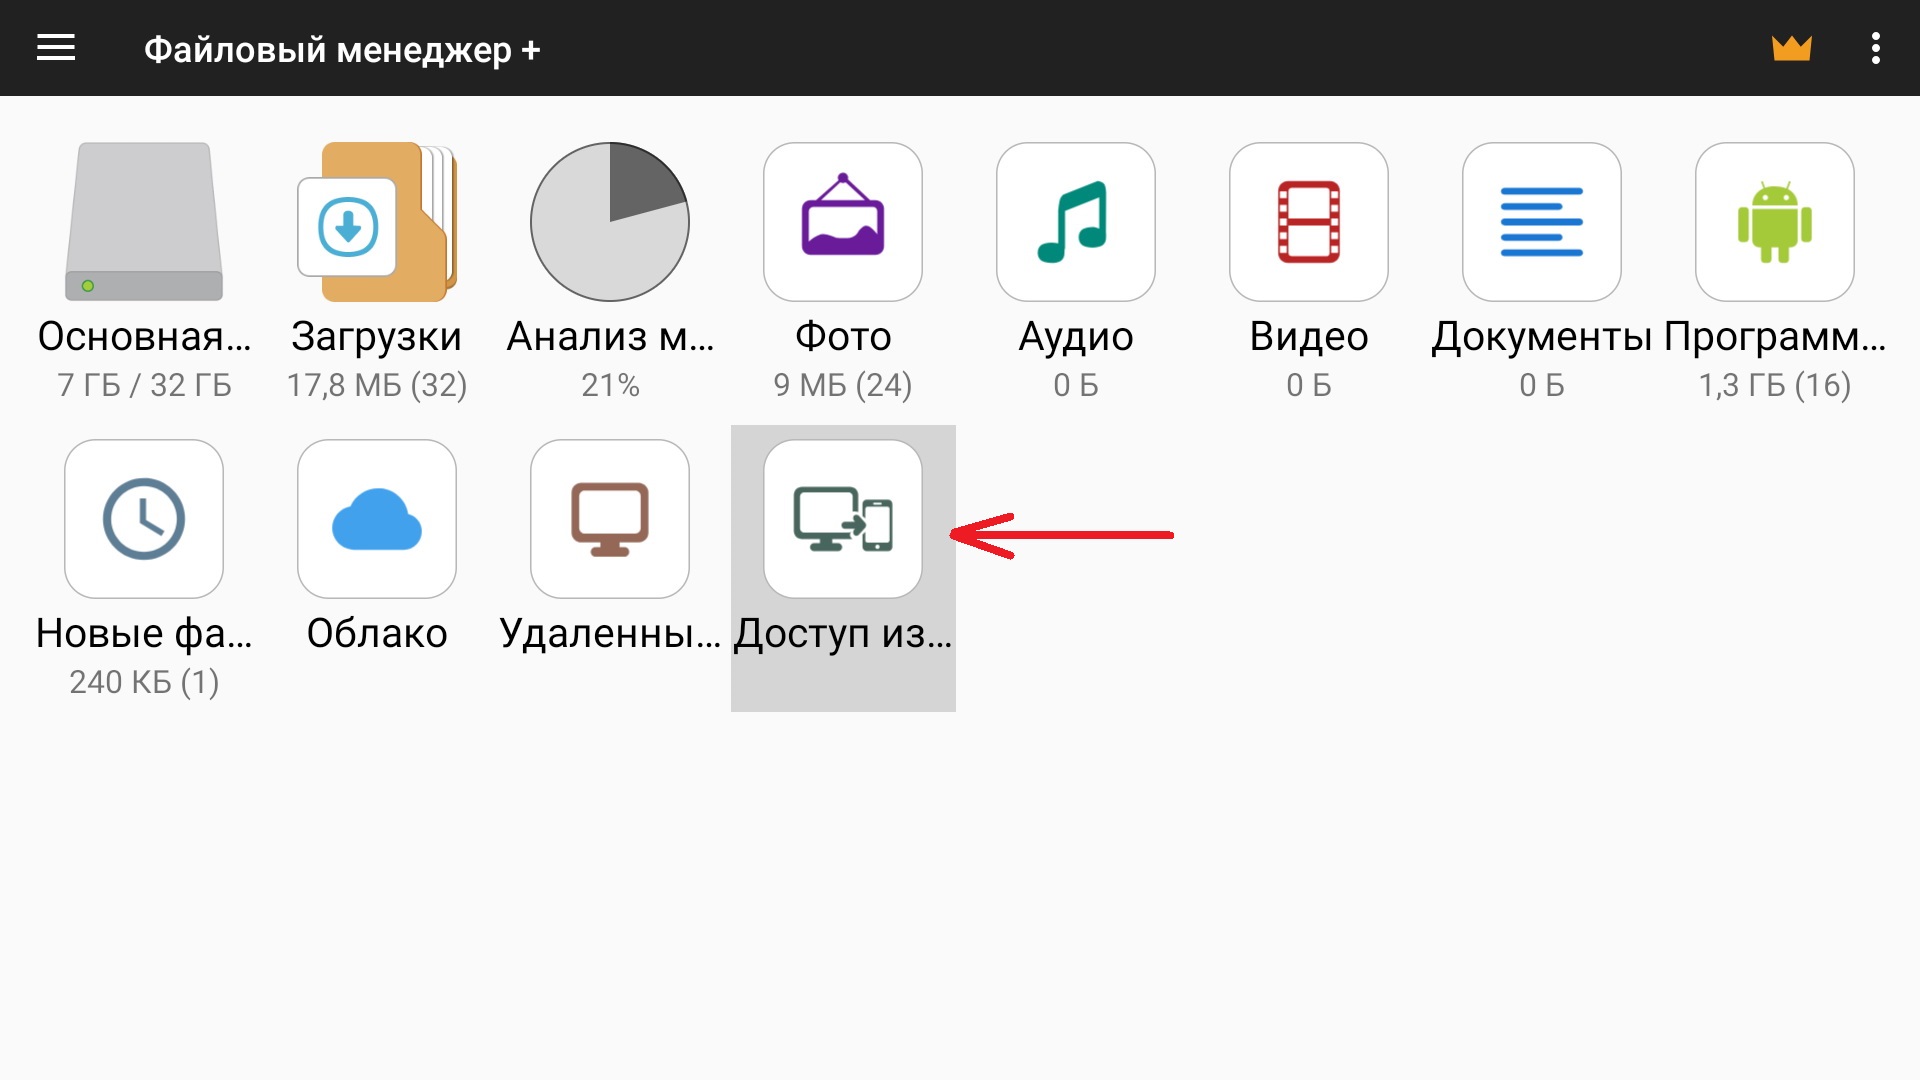 Файловый менеджер +
Основная...
7 ГБ / 32 ГБ
Загрузки
17,8 МБ (32)
Анализ м...
21%
Фото
9 МБ (24)
Аудио
0 Б
Видео
0 Б
Документы
0 Б
Программ...
1,3 ГБ (16)
Новые фа...
240 КБ (1)
Облако
Удаленны...
Доступ из...